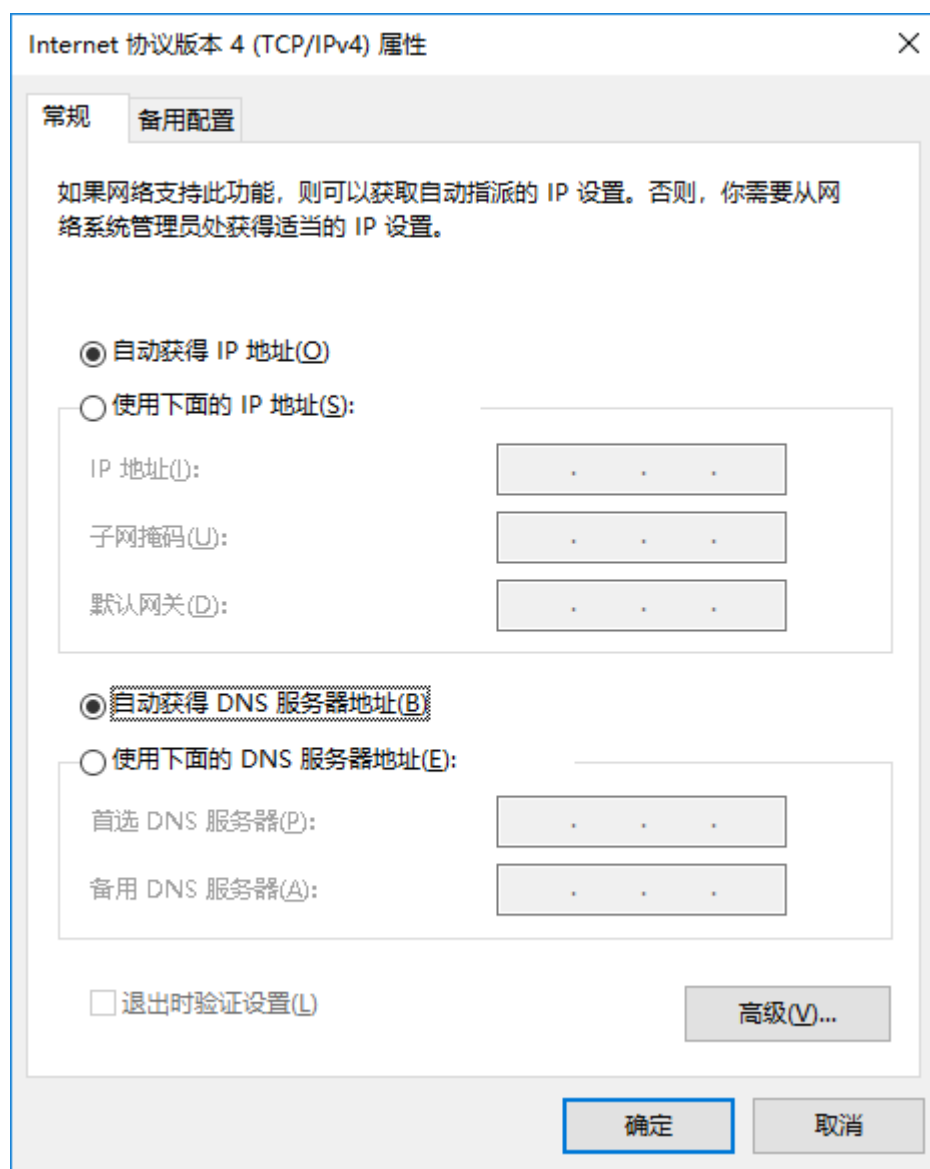 Internet 协议版本 4 (TCP/IPv4) 属性
常规
备用配置
如果网络支持此功能，则可以获取自动指派的 IP 设置。否则，你需要从网
络系统管理员处获得适当的 IP 设置。
自动获得 IP 地址(O)
使用下面的 IP 地址(S):
IP 地址(I):
子网掩码(U):
默认网关(D):
自动获得 DNS 服务器地址(B)
使用下面的 DNS 服务器地址(E):
首选 DNS 服务器(P):
备用 DNS 服务器(A):
退出时验证设置(L)
高级(V)...
确定
取消